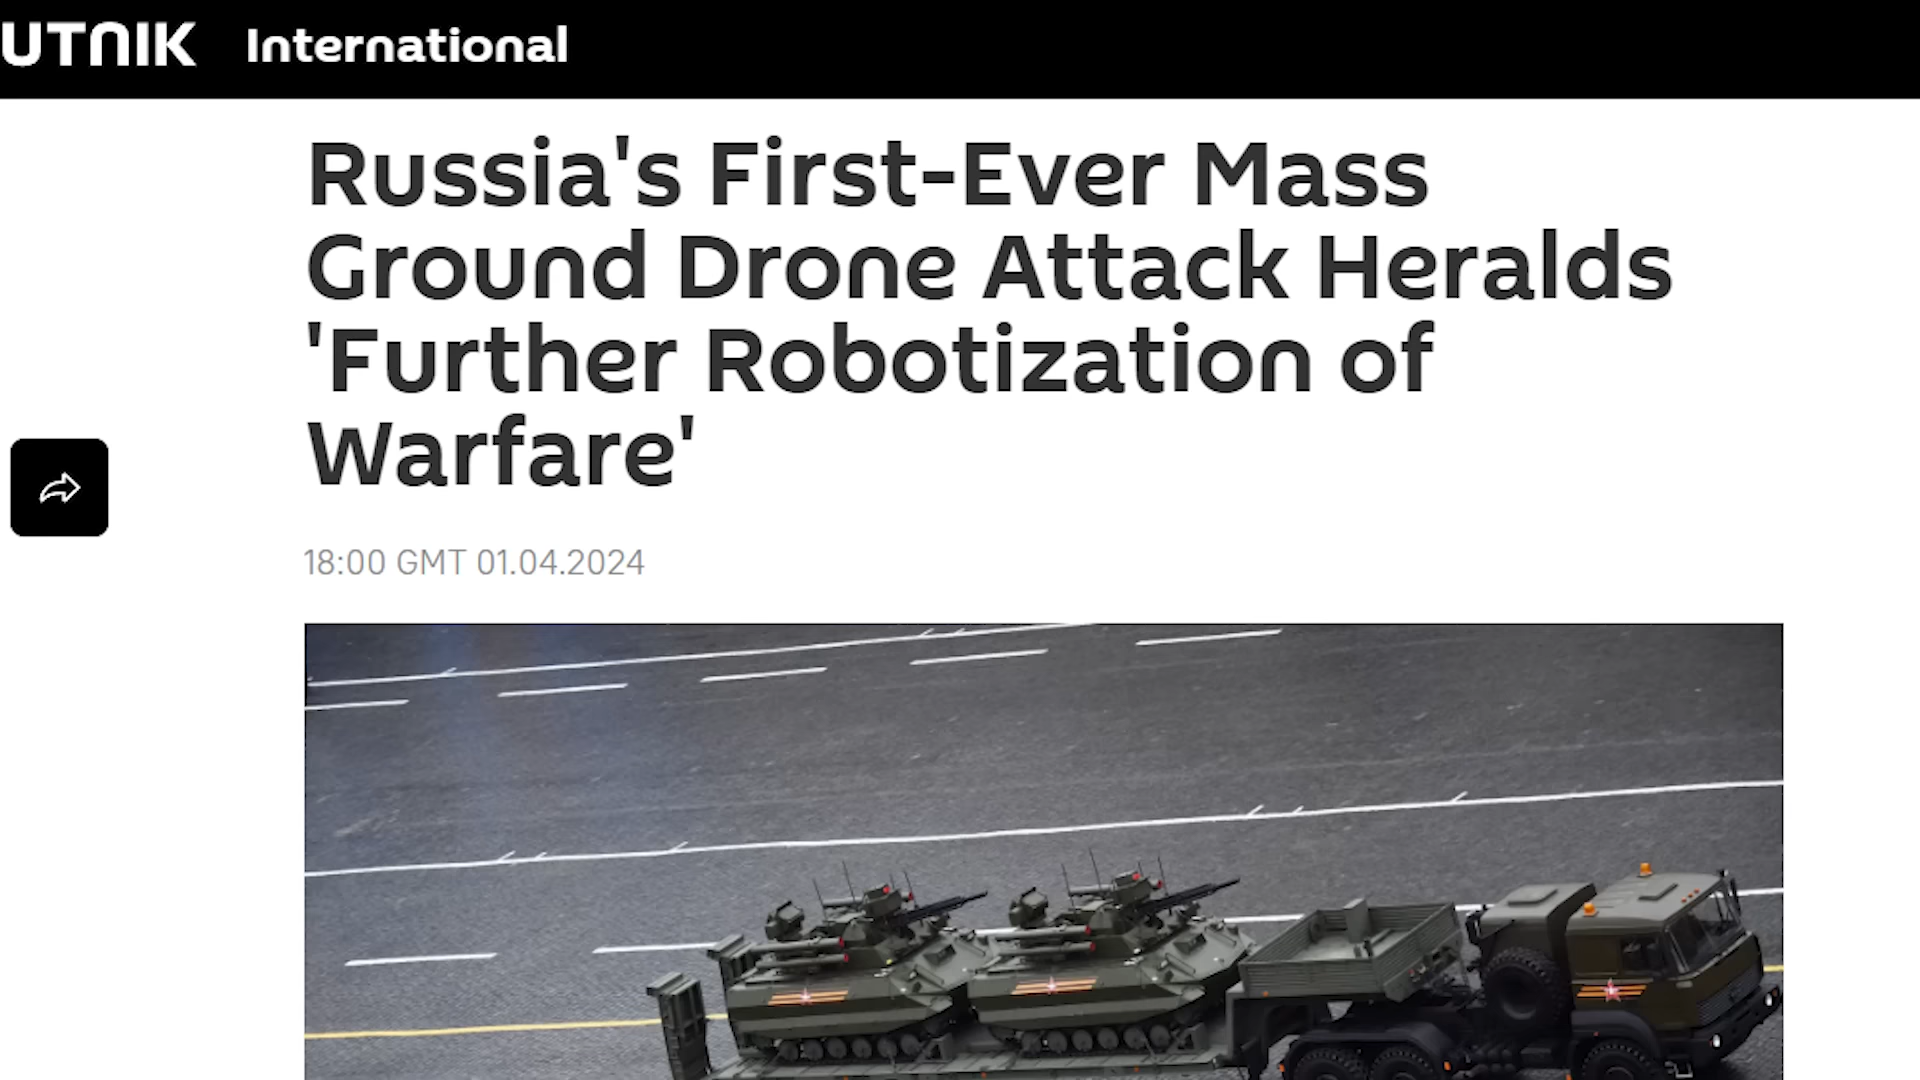 UTNIK International
Russia's First-Ever Mass
Ground Drone Attack Heralds
'Further Robotization of
Warfare'
18:00 GMT 01.04.2024